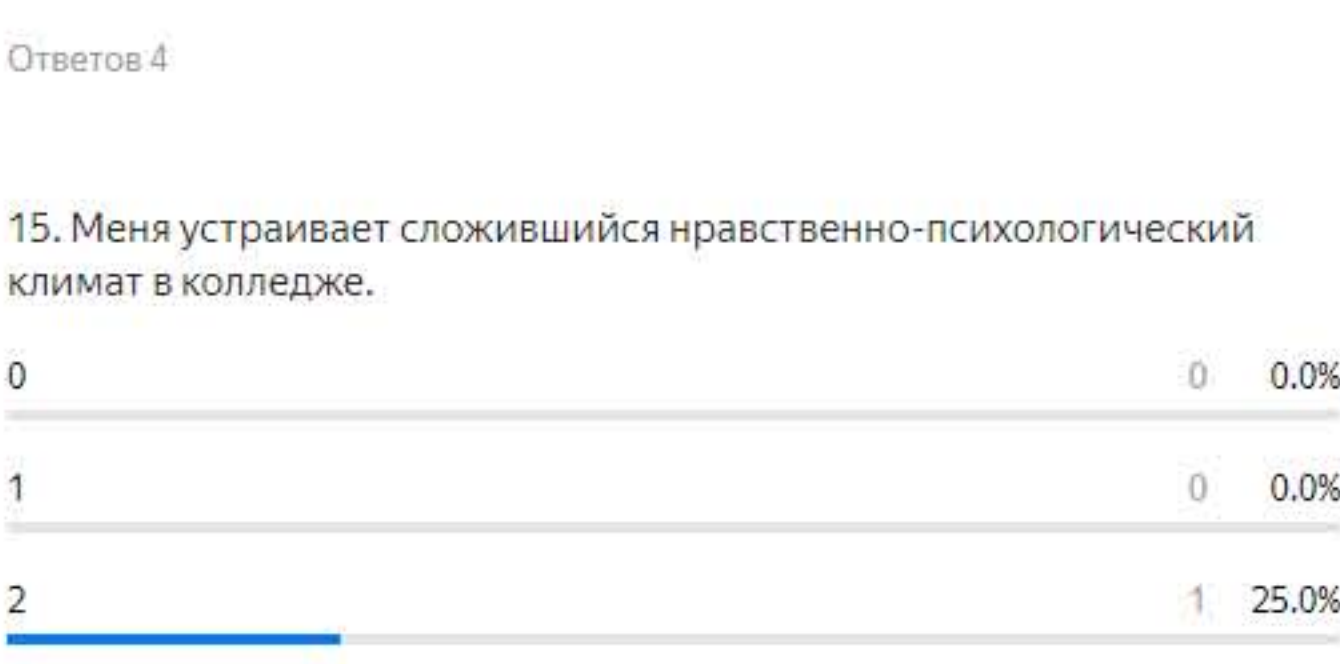 Ответов 4
15. Меня устраивает сложившийся нравственно-психологический
климат в колледже.
0 0 0.0%
1 0 0.0%
2 1 25.0%